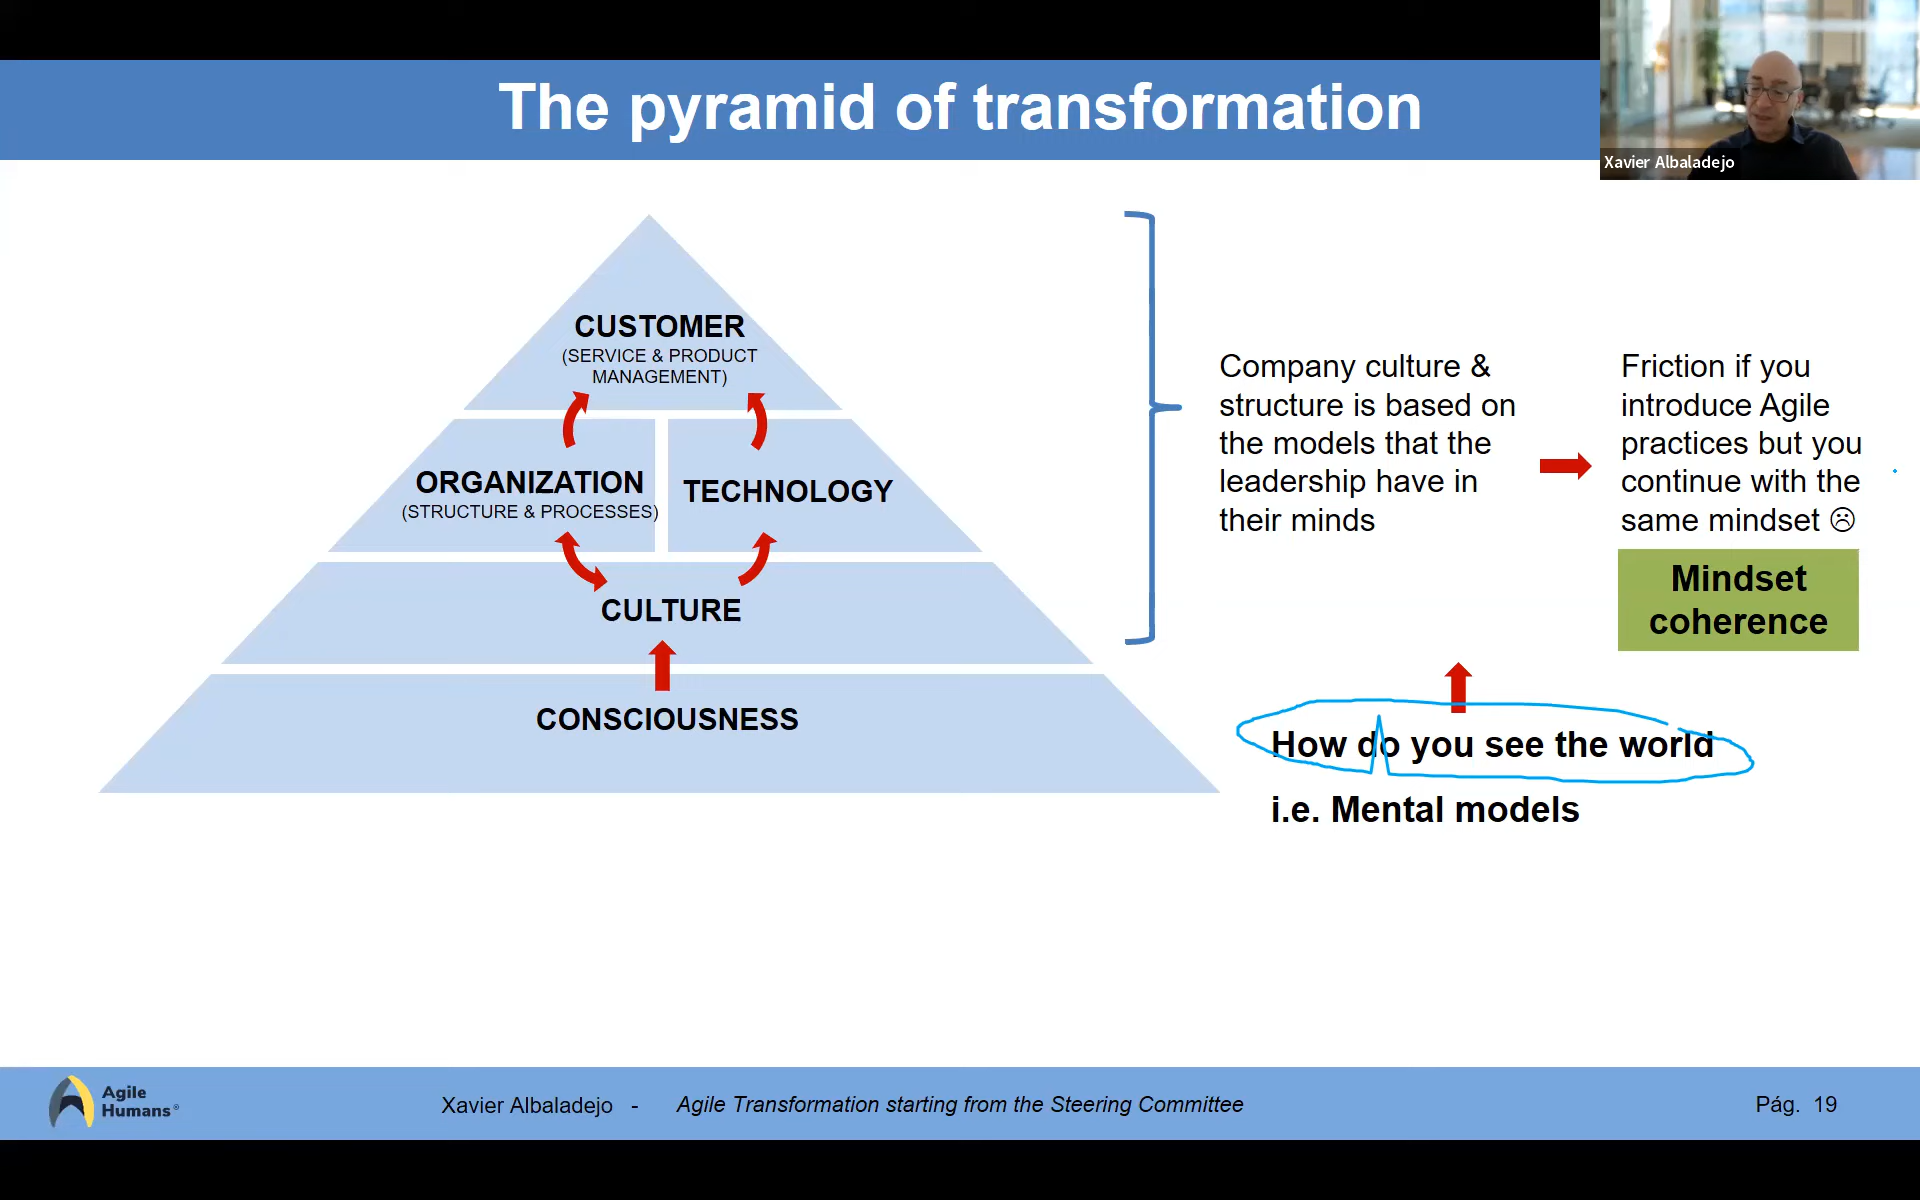 The pyramid of transformation
Xavier Albaladejo
CUSTOMER
(SERVICE & PRODUCT
MANAGEMENT)
ORGANIZATION
(STRUCTURE & PROCESSES)
TECHNOLOGY
CULTURE
CONSCIOUSNESS
Company culture &
structure is based on
the models that the
leadership have in
their minds
Friction if you
introduce Agile
practices but you
continue with the
same mindset ☹
Mindset
coherence
How do you see the world
i.e. Mental models
Agile
Humans®
Xavier Albaladejo - Agile Transformation starting from the Steering Committee
Pág. 19